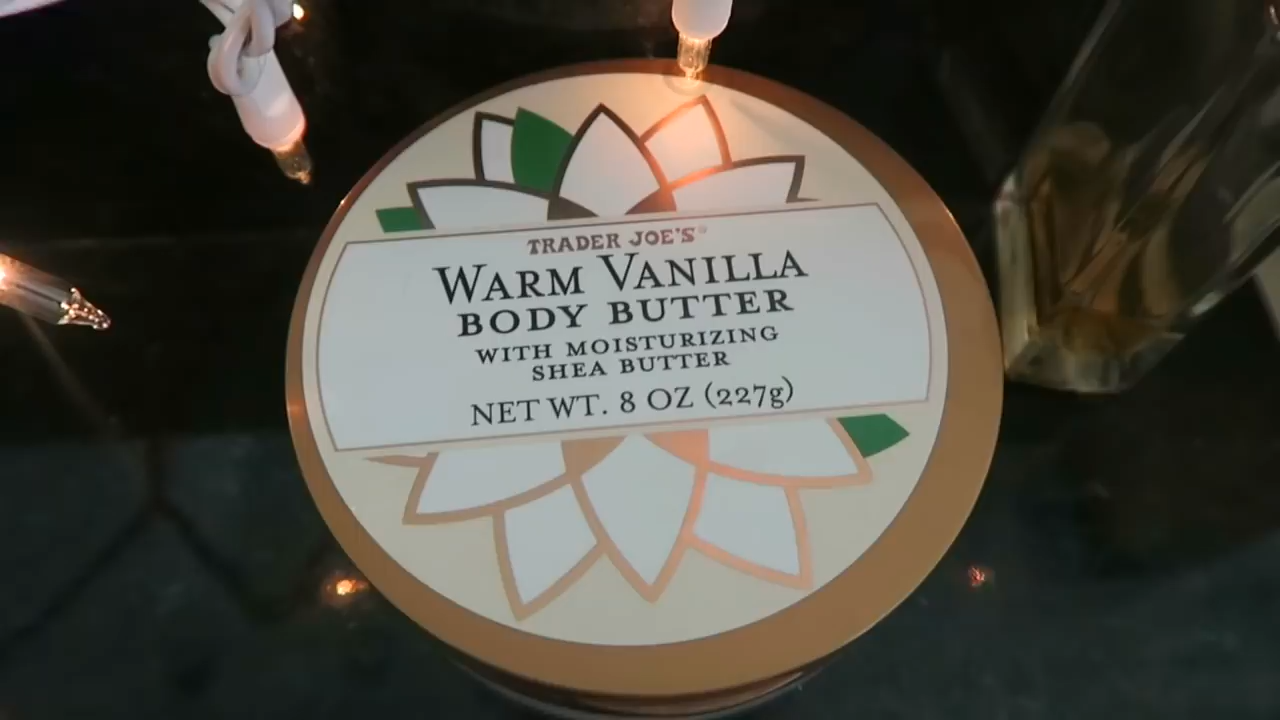 TRADER JOE'S®
WARM VANILLA
BODY BUTTER
WITH MOISTURIZING
SHEA BUTTER
NET WT. 8 OZ (227g)